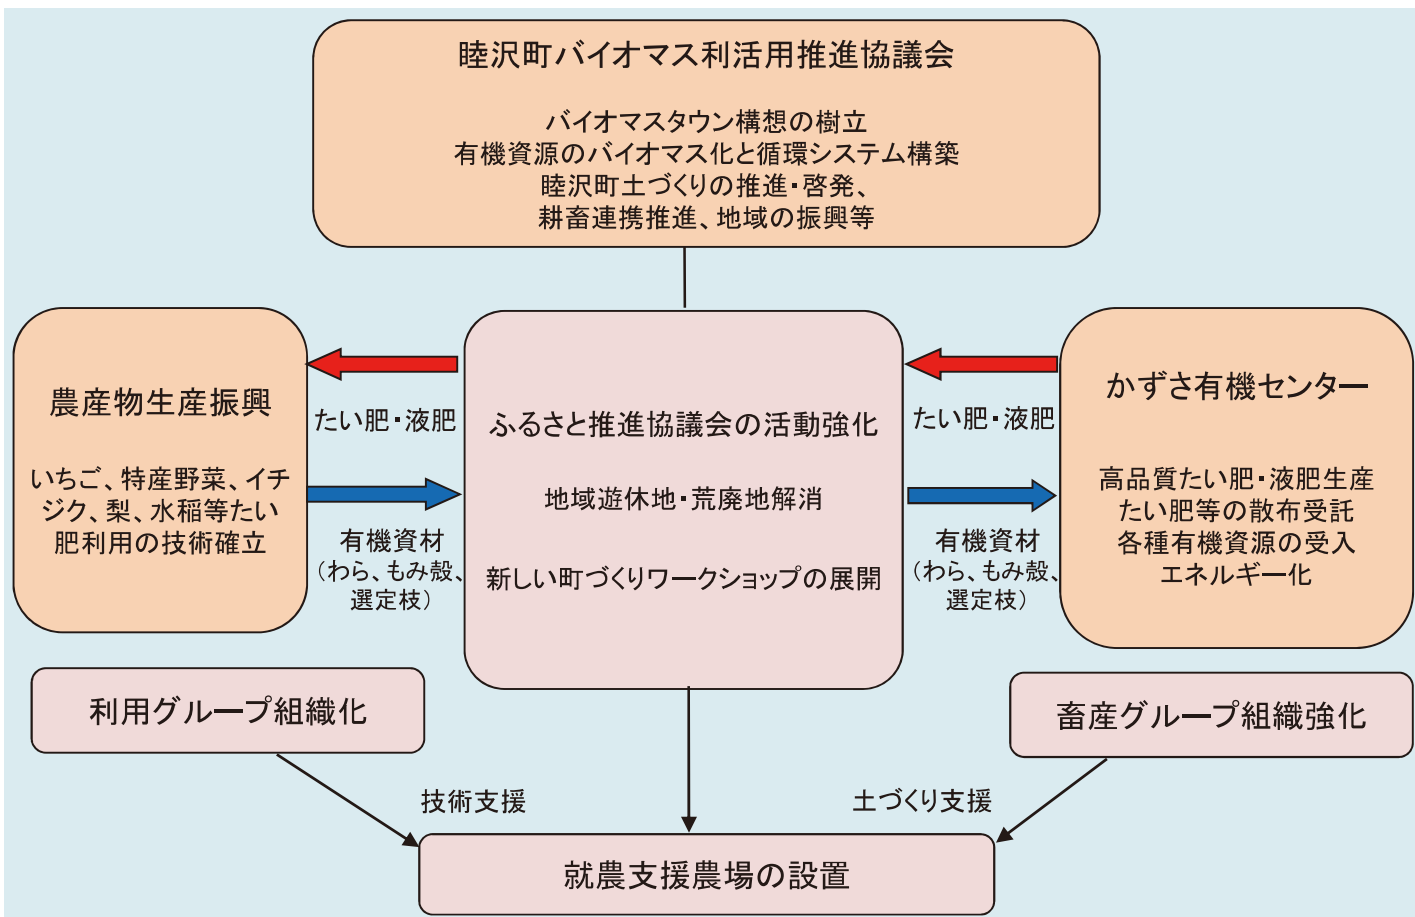 睦沢町バイオマス利活用推進協議会
バイオマスタウン構想の樹立
有機資源のバイオマス化と循環システム構築
睦沢町土づくりの推進・啓発、
耕畜連携推進、地域の振興等
農産物生産振興
いちご、特産野菜、イチ
ジク、梨、水稲等たい
肥利用の技術確立
たい肥・液肥
有機資材
（わら、もみ殻、
選定枝）
ふるさと推進協議会の活動強化
地域遊休地・荒廃地解消
新しい町づくりワークショップの展開
たい肥・液肥
有機資材
（わら、もみ殻、
選定枝）
かずさ有機センター
高品質たい肥・液肥生産
たい肥等の散布受託
各種有機資源の受入
エネルギー化
利用グループ組織化
畜産グループ組織強化
技術支援
土づくり支援
就農支援農場の設置